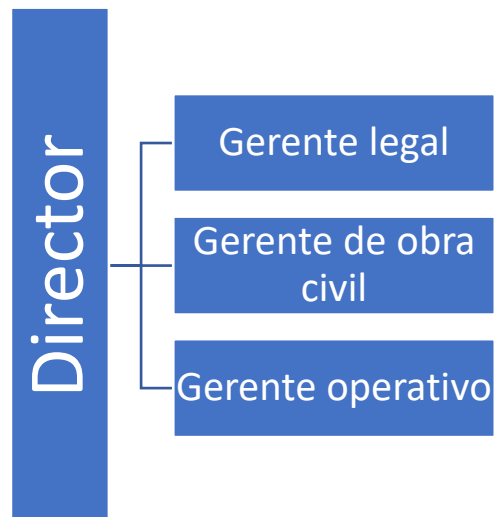 Director
Gerente legal
Gerente de obra
civil
Gerente operativo